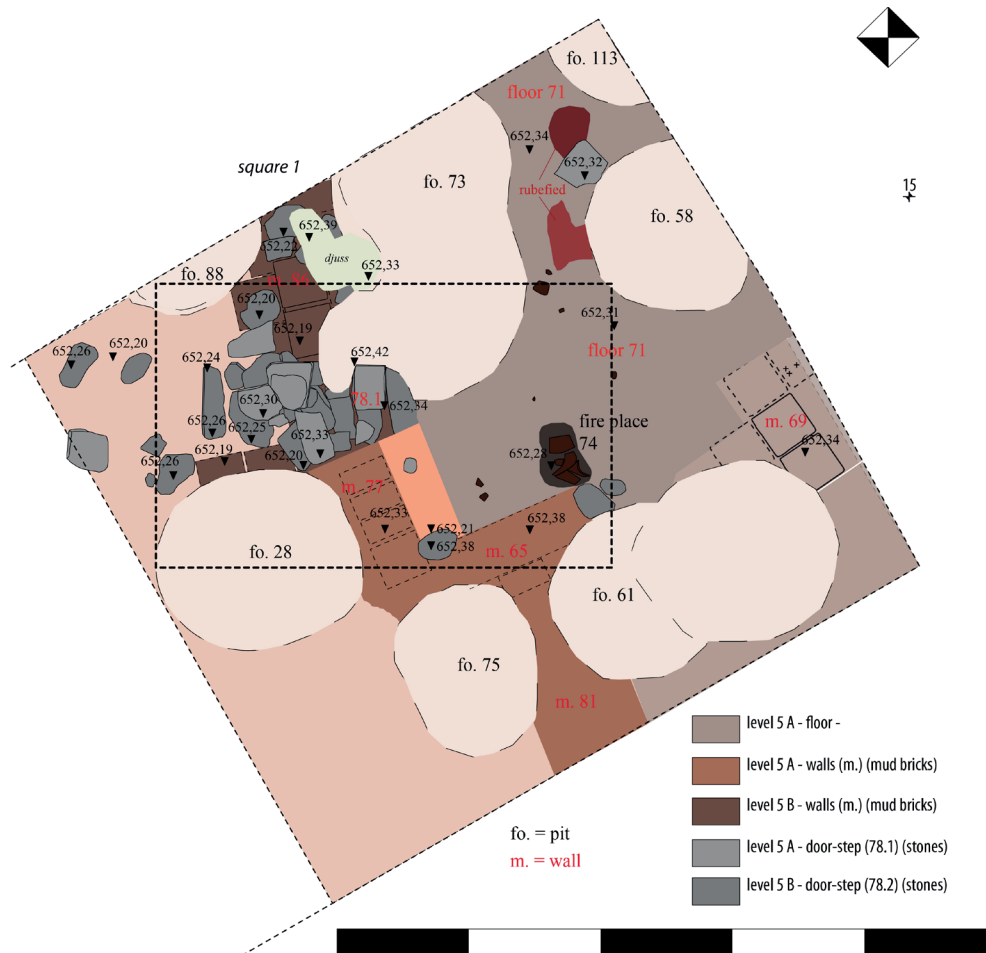 fo. 113
floor 71
652,34
652,32
square 1
fo. 73
rubefied
15
fo. 58
652,39
652,22
djuss
652,33
fo. 88
m. 86
652,20
652,31
652,19
floor 71
652,26
652,20
652,24
652,42
78.1
652,30
652,34
652,26
652,25
652,33
fire place
74
m. 69
652,34
652,19
652,20
652,28
652,26
m. 77
652,33
652,21
652,38
652,38
m. 65
fo. 28
fo. 61
fo. 75
m. 81
level 5 A - floor -
level 5 A - walls (m.) (mud bricks)
level 5 B - walls (m.) (mud bricks)
level 5 A - door-step (78.1) (stones)
level 5 B - door-step (78.2) (stones)
fo. = pit
m. = wall